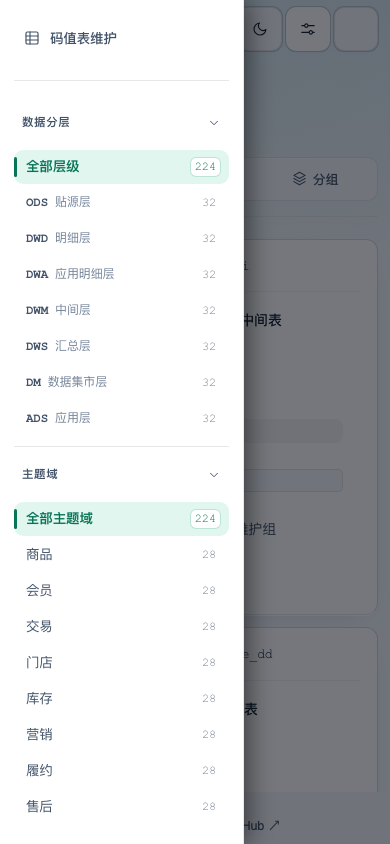 码值表维护
数据分层
全部层级 224
ODS 贴源层 32
DWD 明细层 32
DWA 应用明细层 32
DWM 中间层 32
DWS 汇总层 32
DM 数据集市层 32
ADS 应用层 32
主题域
全部主题域 224
商品 28
会员 28
交易 28
门店 28
库存 28
营销 28
履约 28
售后 28
分组
中间表
维护组
e_dd
表
Hub ↗